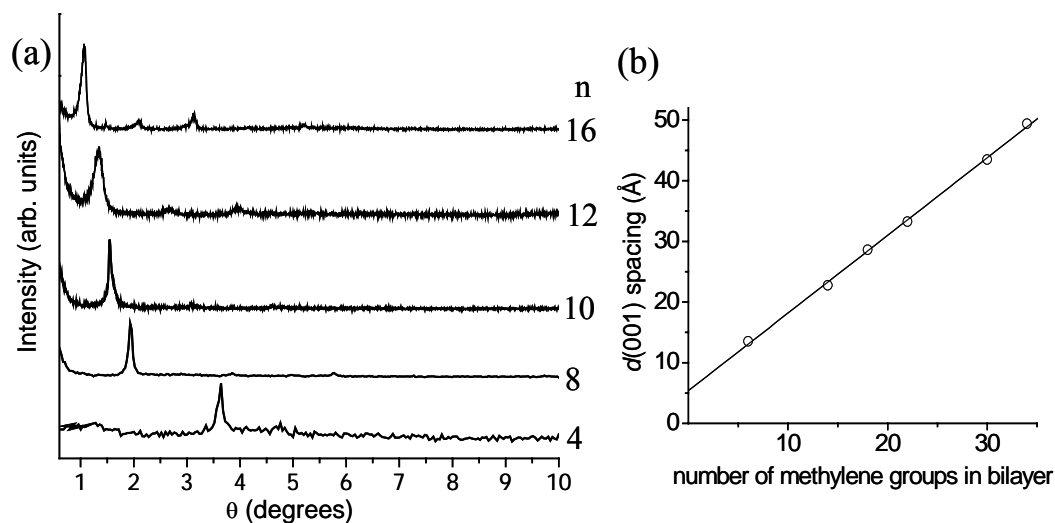 (a)
Intensity (arb. units)
n
16
12
10
8
4
1 2 3 4 5 6 7 8 9 10
θ (degrees)
(b)
d(001) spacing (Å)
50
40
30
20
10
0
10 20 30
number of methylene groups in bilayer